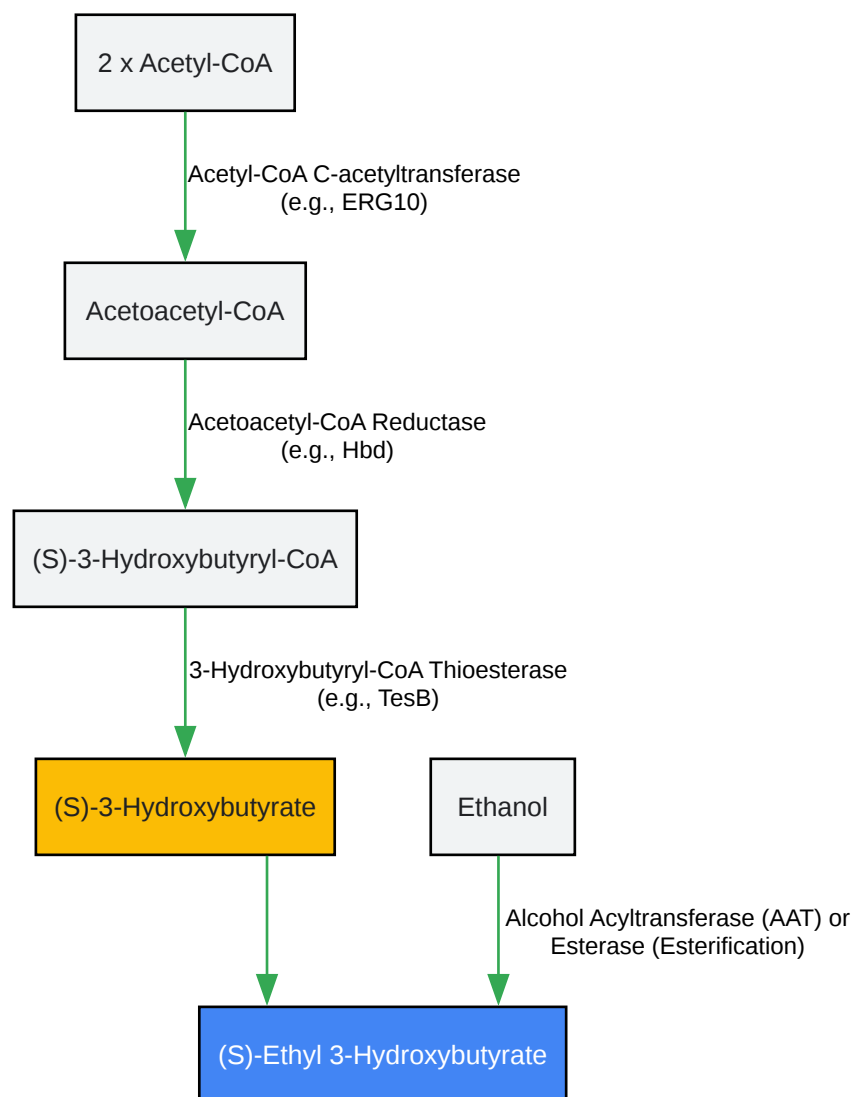 2 x Acetyl-CoA
Acetyl-CoA C-acetyltransferase
(e.g., ERG10)
Acetoacetyl-CoA
Acetoacetyl-CoA Reductase
(e.g., Hbd)
(S)-3-Hydroxybutyryl-CoA
3-Hydroxybutyryl-CoA Thioesterase
(e.g., TesB)
(S)-3-Hydroxybutyrate
Ethanol
Alcohol Acyltransferase (AAT) or
Esterase (Esterification)
(S)-Ethyl 3-Hydroxybutyrate